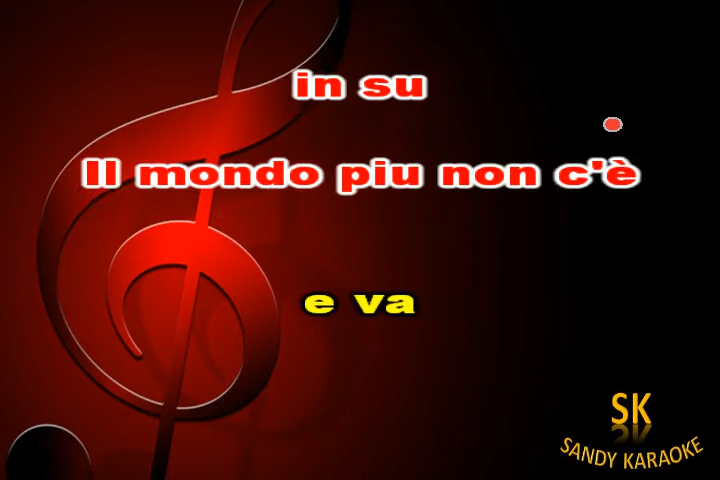 in su
Il mondo piu non c'è
e va
SK
SANDY KARAOKE